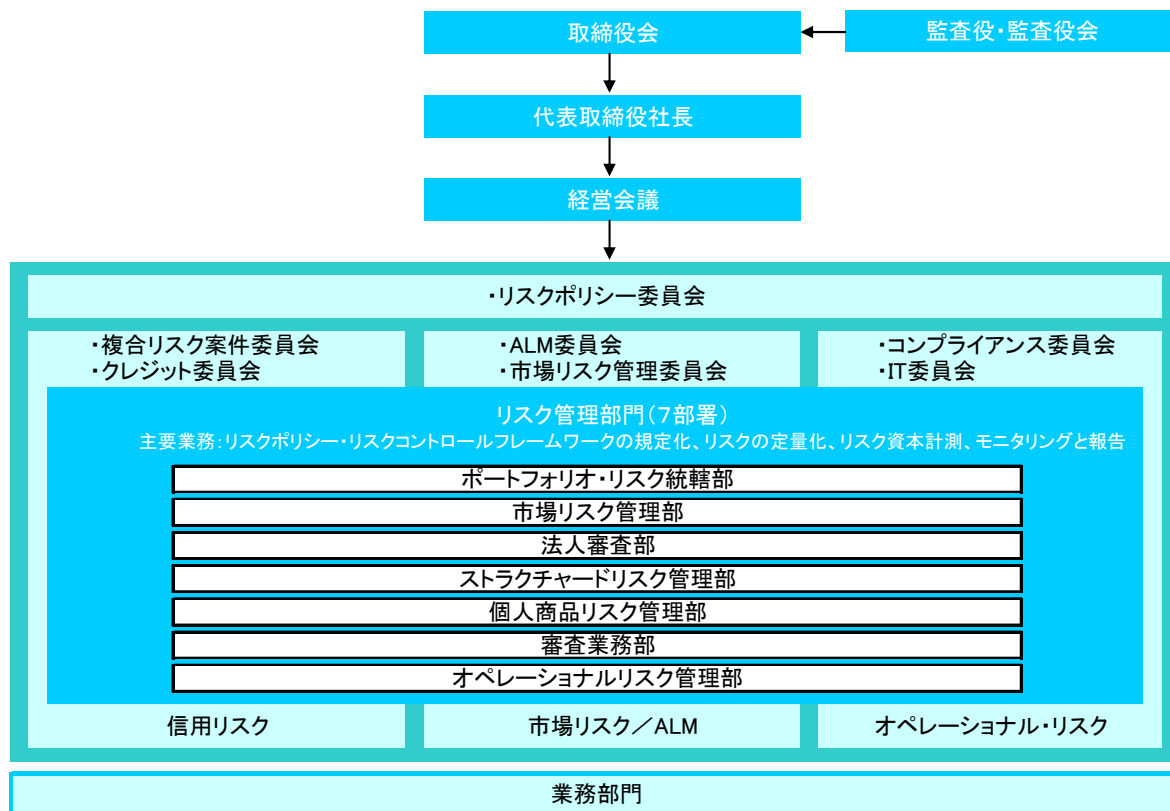 取締役会
監査役・監査役会
代表取締役社長
経営会議
・リスクポリシー委員会
・複合リスク案件委員会
・クレジット委員会
・ALM委員会
・市場リスク管理委員会
・コンプライアンス委員会
・IT委員会
リスク管理部門(7部署)
主要業務:リスクポリシー・リスクコントロールフレームワークの規定化、リスクの定量化、リスク資本計測、モニタリングと報告
ポートフォリオ・リスク統轄部
市場リスク管理部
法人審査部
ストラクチャードリスク管理部
個人商品リスク管理部
審査業務部
オペレーショナルリスク管理部
信用リスク
市場リスク/ALM
オペレーショナル・リスク
業務部門